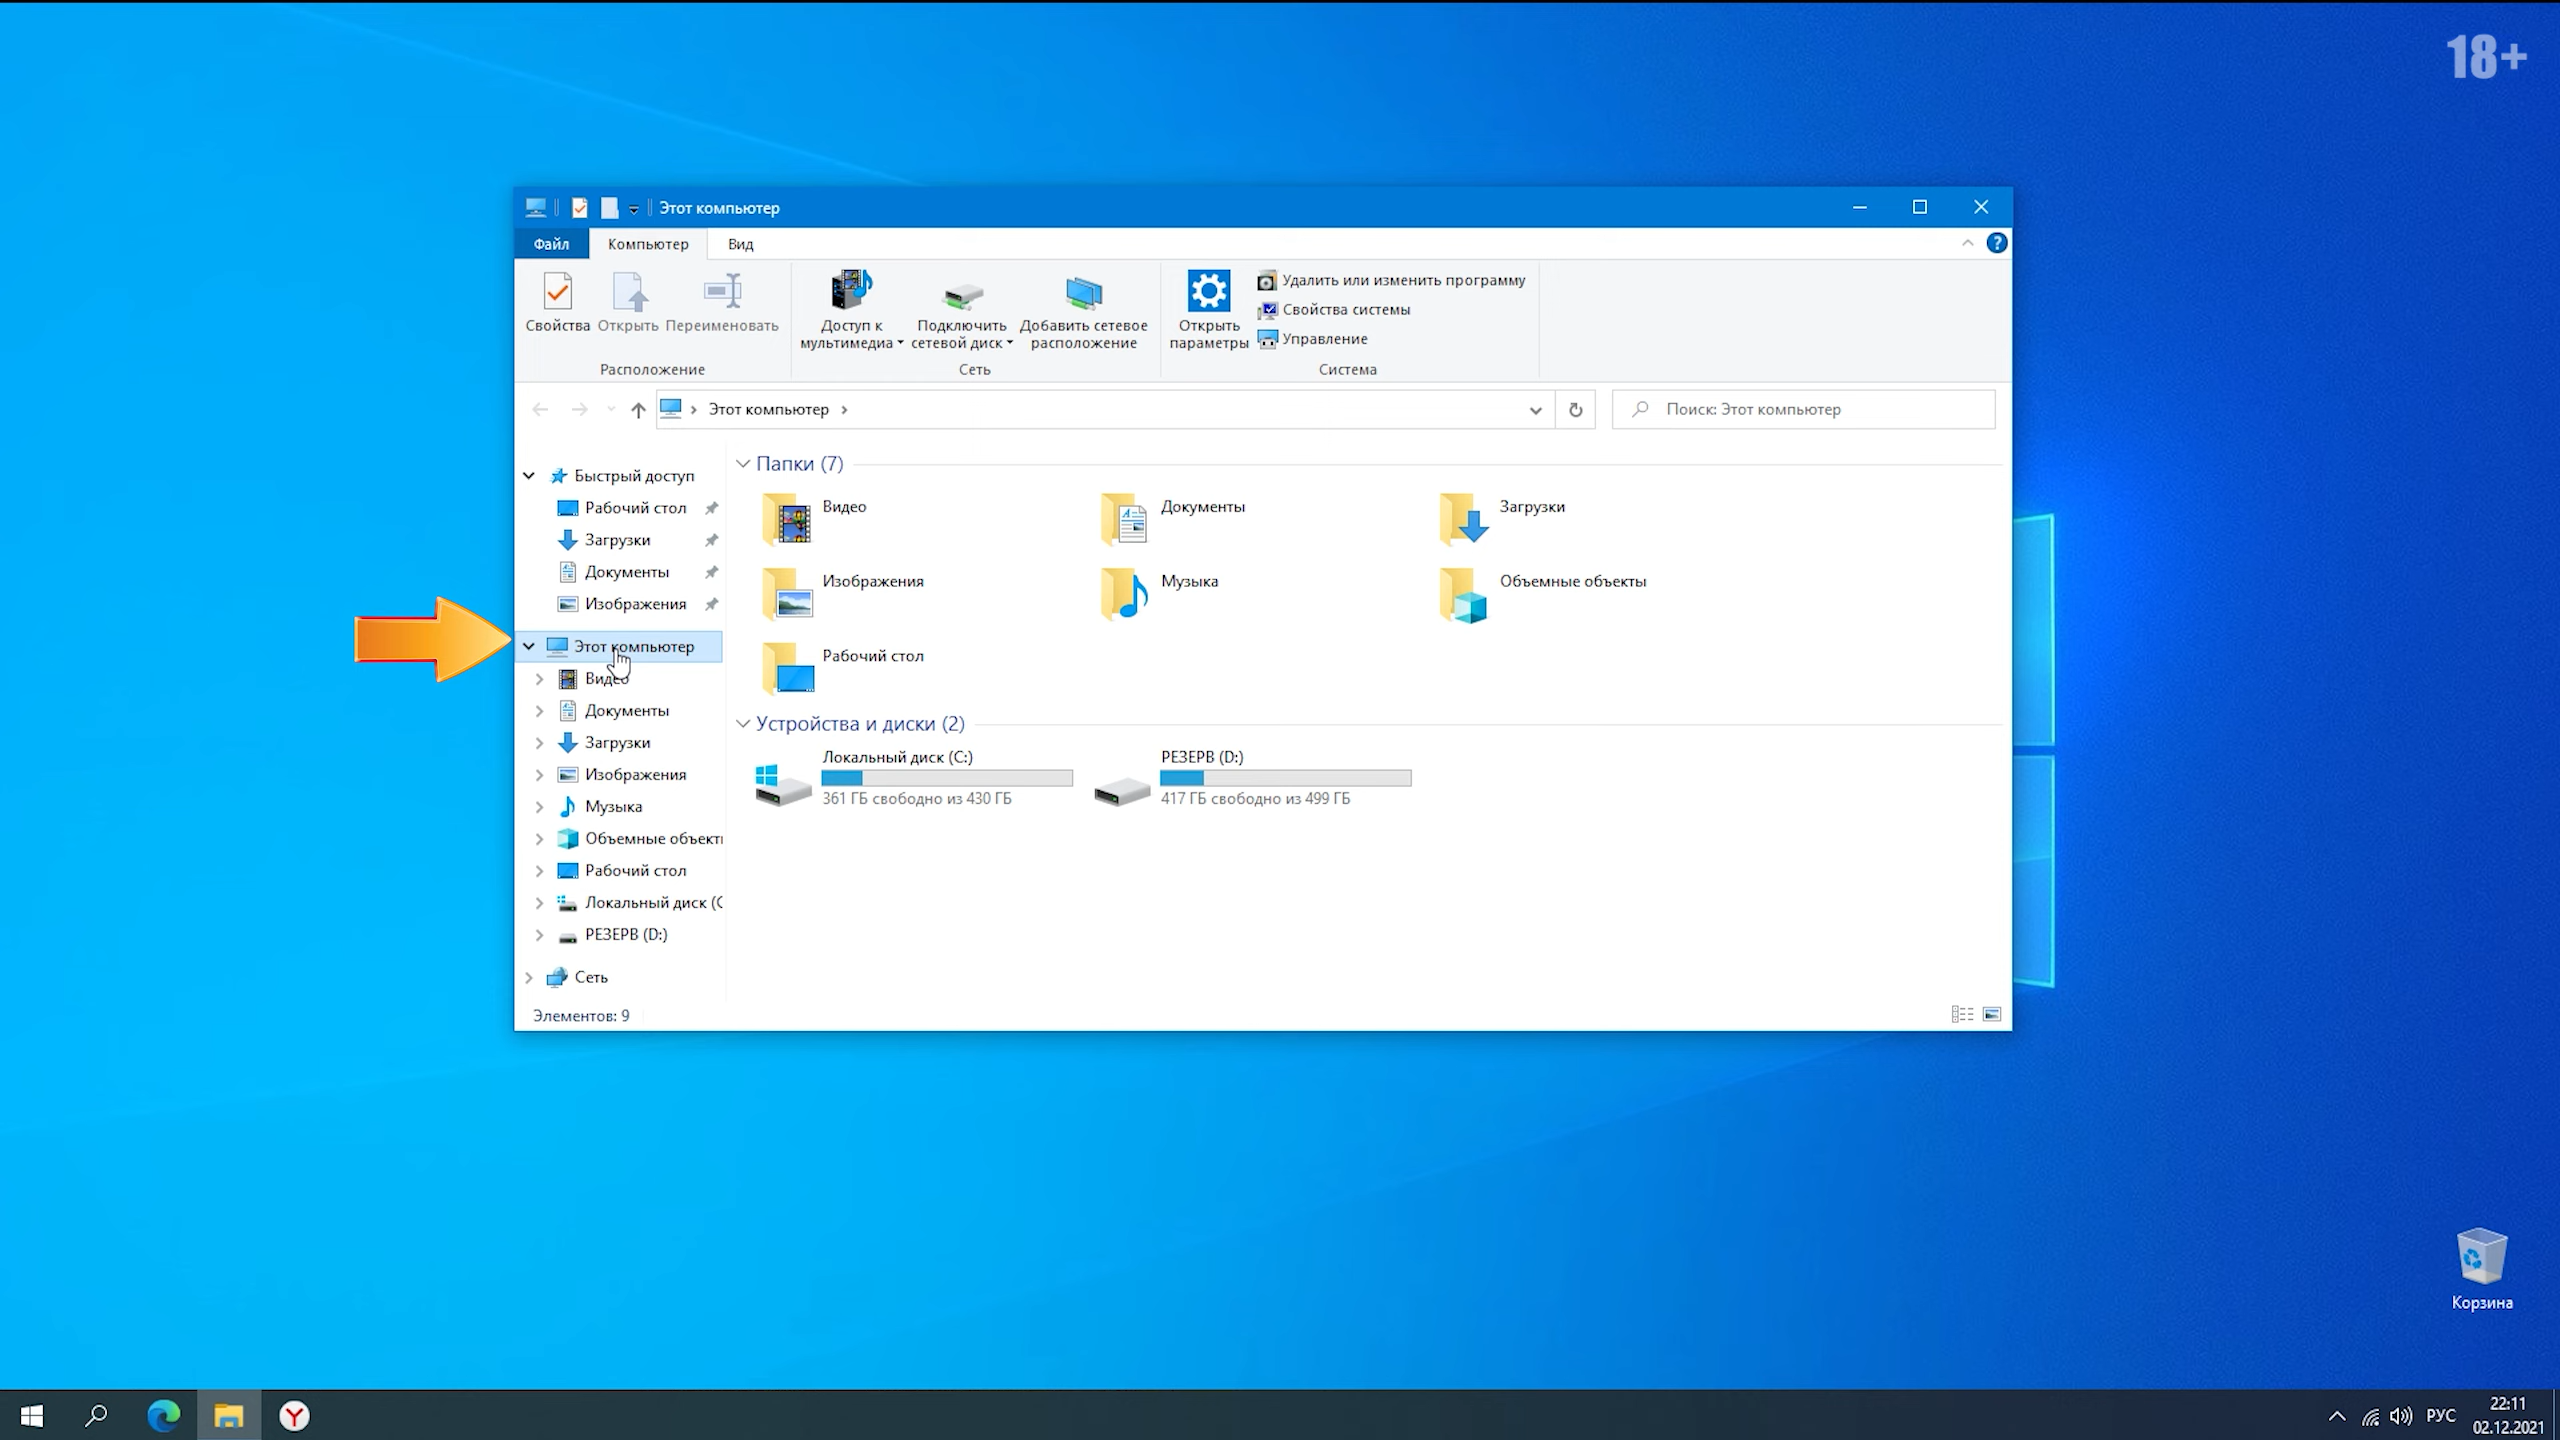 18+
Этот компьютер
Файл
Компьютер
Вид
Свойства
Открыть
Переименовать
Расположение
Доступ к
мультимедиа
Подключить
сетевой диск
Добавить сетевое
расположение
Сеть
Открыть
параметры
Удалить или изменить программу
Свойства системы
Управление
Система
Этот компьютер
Поиск: Этот компьютер
Быстрый доступ
Рабочий стол
Загрузки
Документы
Изображения
Этот компьютер
Видео
Документы
Загрузки
Изображения
Музыка
Объемные объект
Рабочий стол
Локальный диск (C
РЕЗЕРВ (D:)
Сеть
Папки (7)
Видео
Документы
Загрузки
Изображения
Музыка
Объемные объекты
Рабочий стол
Устройства и диски (2)
Локальный диск (C:)
361 ГБ свободно из 430 ГБ
РЕЗЕРВ (D:)
417 ГБ свободно из 499 ГБ
Элементов: 9
Корзина
РУС
22:11
02.12.2021